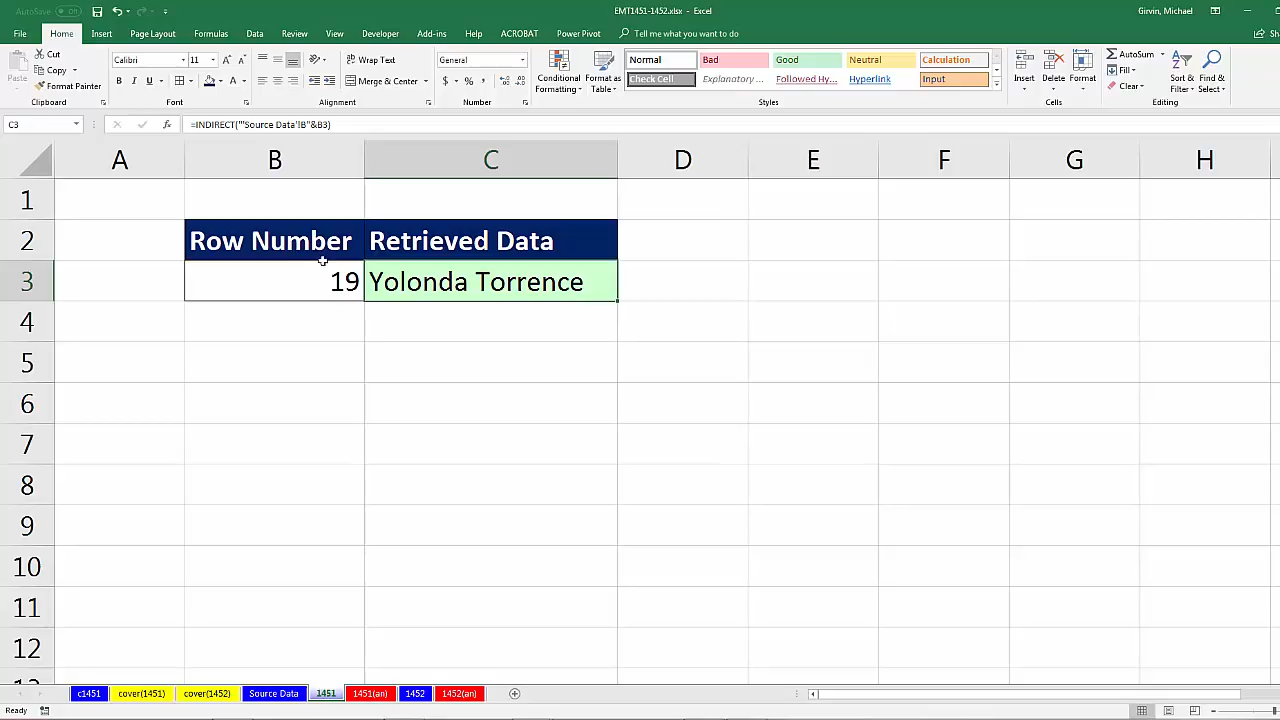 AutoSave Off
EMT1451-1452.xlsx - Excel
Girvin, Michael
File Home Insert Page Layout Formulas Data Review View Developer Add-ins Help ACROBAT Power Pivot Tell me what you want to do
Paste Cut Copy Format Painter Clipboard
Calibri 11 B I U A Font
Wrap Text Merge & Center Alignment
General $ % , Number
Conditional Formatting Format as Table
Normal Bad Good Neutral Calculation
Check Cell Explanatory ... Followed Hy... Hyperlink Input
Styles
Insert Delete Format Cells
AutoSum Fill Clear Sort & Filter Find & Select Editing
C3 fx =INDIRECT("'Source Data'!B"&B3)
A B C D E F G H
1
2 Row Number Retrieved Data
3 19 Yolonda Torrence
4
5
6
7
8
9
10
11
12
c1451 cover(1451) cover(1452) Source Data 1451 1451(an) 1452 1452(an)
Ready